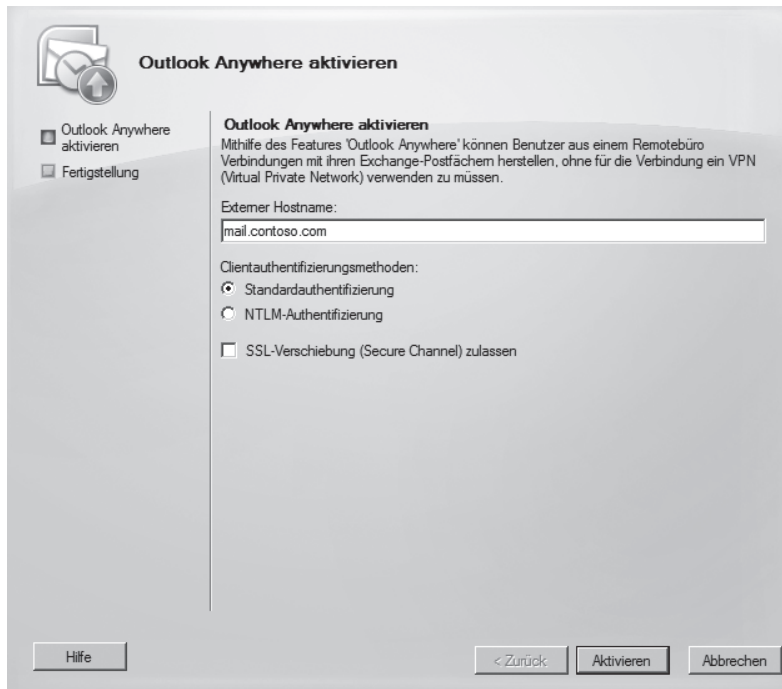 Outlook Anywhere aktivieren
Outlook Anywhere
aktivieren
Fertigstellung
Outlook Anywhere aktivieren
Mithilfe des Features 'Outlook Anywhere' können Benutzer aus einem Remotebüro
Verbindungen mit ihren Exchange-Postfächern herstellen, ohne für die Verbindung ein VPN
(Virtual Private Network) verwenden zu müssen.
Externer Hostname:
mail.contoso.com
Clientauthentifizierungsmethoden:
Standardauthentifizierung
NTLM-Authentifizierung
SSL-Verschiebung (Secure Channel) zulassen
Hilfe
< Zurück
Aktivieren
Abbrechen